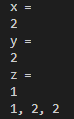 x =
2
y =
2
z =
1
1, 2, 2